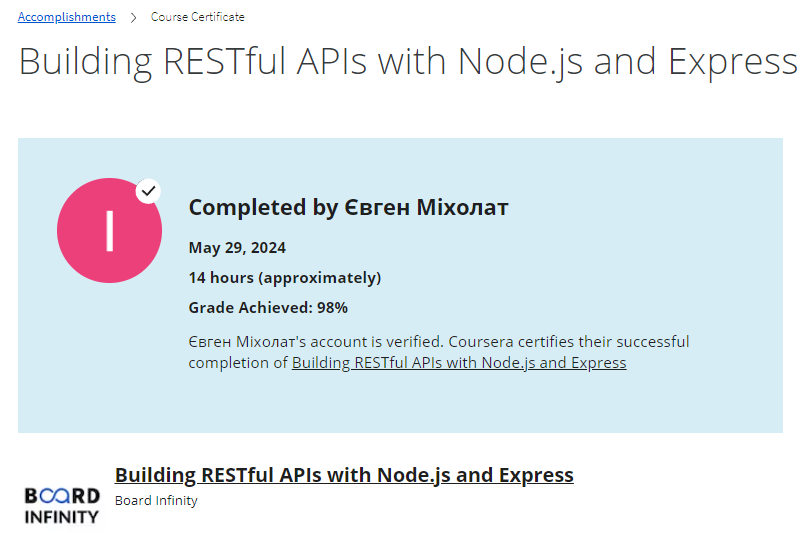 Accomplishments > Course Certificate
Building RESTful APIs with Node.js and Express
I
Completed by Євген Міхолат
May 29, 2024
14 hours (approximately)
Grade Achieved: 98%
Євген Міхолат's account is verified. Coursera certifies their successful
completion of Building RESTful APIs with Node.js and Express
Building RESTful APIs with Node.js and Express
Board Infinity
BOARD
INFINITY